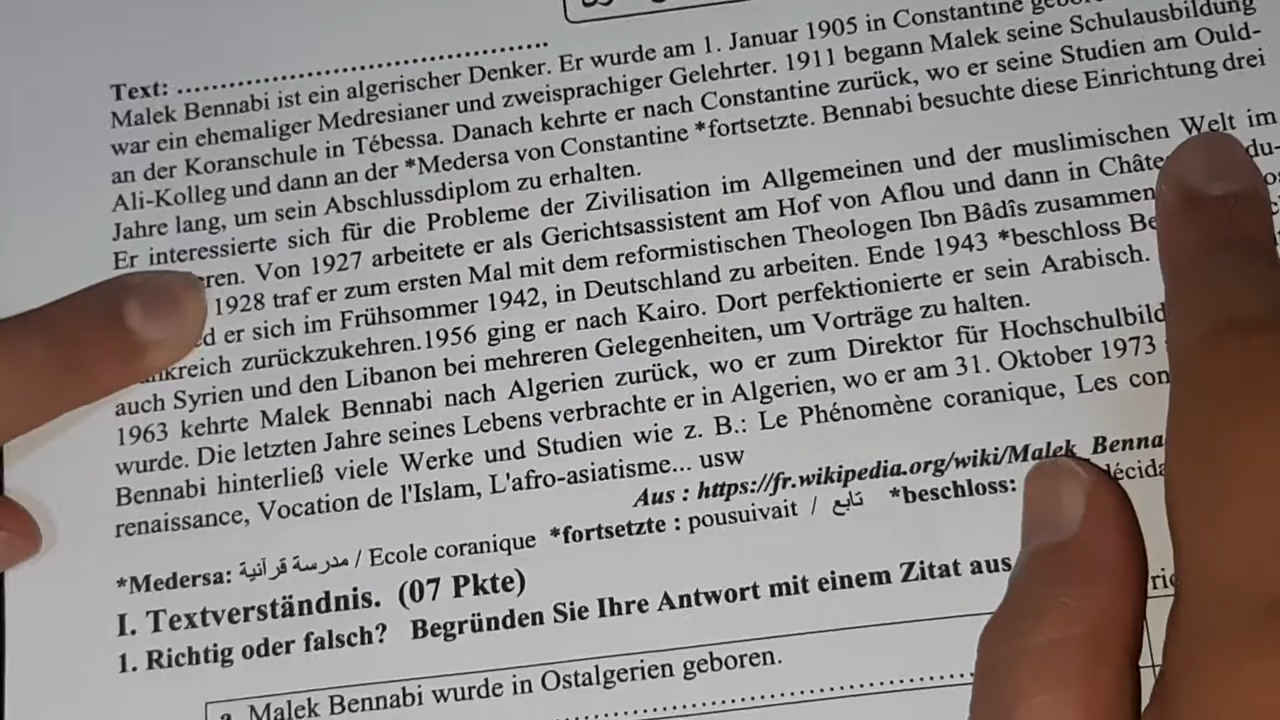 Text: ................................................
Malek Bennabi ist ein algerischer Denker. Er wurde am 1. Januar 1905 in Constantine
war ein ehemaliger Medresianer und zweisprachiger Gelehrter. 1911 begann Malek seine Schulausbildung
an der Koranschule in Tébessa. Danach kehrte er nach Constantine zurück, wo er seine Studien am Ould-
Ali-Kolleg und dann an der *Medersa von Constantine *fortsetzte. Bennabi besuchte diese Einrichtung drei
Jahre lang, um sein Abschlussdiplom zu erhalten.
Er interessierte sich für die Probleme der Zivilisation im Allgemeinen und der muslimischen Welt im
Von 1927 arbeitete er als Gerichtsassistent am Hof von Aflou und dann in
1928 traf er zum ersten Mal mit dem reformistischen Theologen Ibn Bâdîs zusammen
er sich im Frühsommer 1942, in Deutschland zu arbeiten. Ende 1943 *beschloss
zurückzukehren.1956 ging er nach Kairo. Dort perfektionierte er sein Arabisch.
auch Syrien und den Libanon bei mehreren Gelegenheiten, um Vorträge zu halten.
1963 kehrte Malek Bennabi nach Algerien zurück, wo er zum Direktor für
wurde. Die letzten Jahre seines Lebens verbrachte er in Algerien, wo er am 31. Oktober 1973
Bennabi hinterließ viele Werke und Studien wie z. B.: Le Phénomène coranique, Les
renaissance, Vocation de l'Islam, L'afro-asiatisme... usw
Aus : https://fr.wikipedia.org/wiki/Malek_Benna
*Medersa: مدرسة قرآنية / Ecole coranique *fortsetzte : pousuivait / تابع *beschloss:
I. Textverständnis. (07 Pkte)
1. Richtig oder falsch? Begründen Sie Ihre Antwort mit einem Zitat aus
a. Malek Bennabi wurde in Ostalgerien geboren.